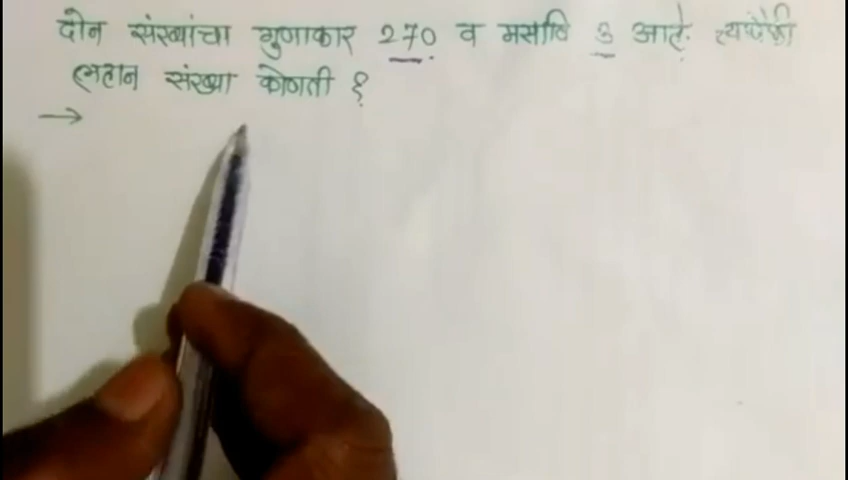 दोन संख्यांचा गुणाकार 270 व मसावि 3 आहे. त्यापैकी
लहान संख्या कोणती ?
→